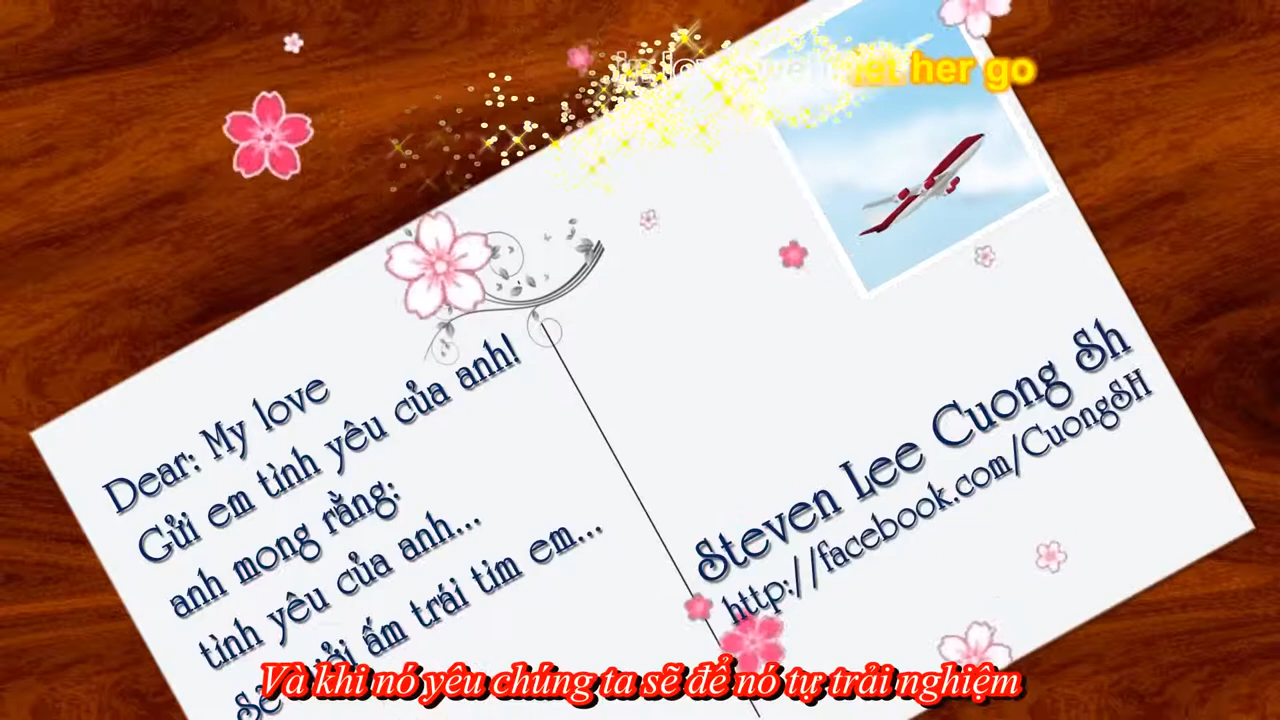 let her go
Dear: My love
Gửi em tình yêu của anh!
anh mong rằng:
tình yêu của anh...
ấm trái tim em...
Steven Lee Cuong Sh
http://facebook.com/CuongSH
Và khi nó yêu chúng ta sẽ để nó tự trải nghiệm